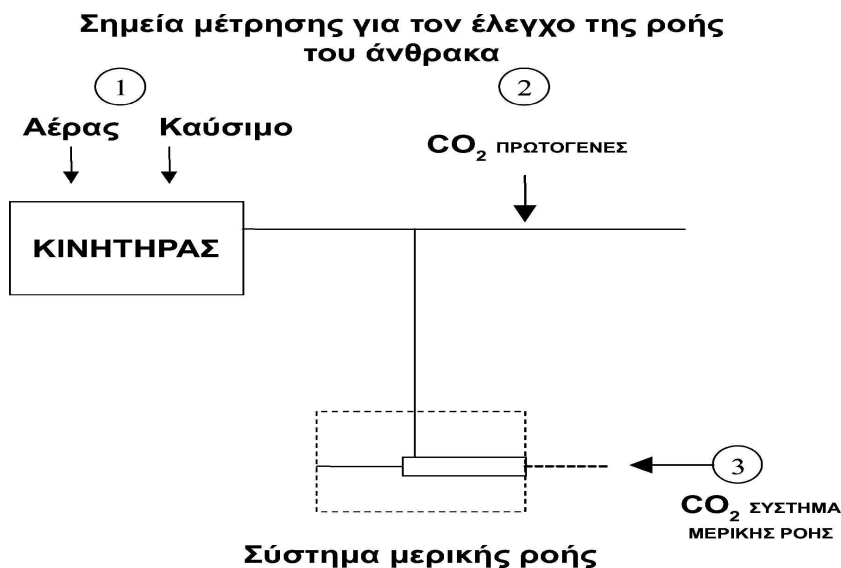 Σημεία μέτρησης για τον έλεγχο της ροής
του άνθρακα
1
2
Αέρας Καύσιμο
CO₂ ΠΡΩΤΟΓΕΝΕΣ
ΚΙΝΗΤΗΡΑΣ
3
CO₂ ΣΥΣΤΗΜΑ
ΜΕΡΙΚΗΣ ΡΟΗΣ
Σύστημα μερικής ροής